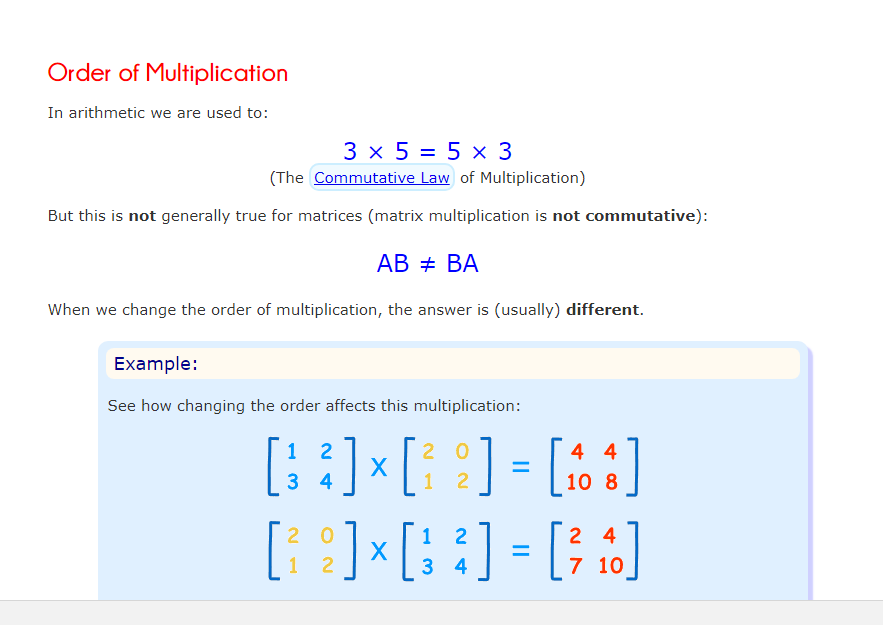 Order of Multiplication
In arithmetic we are used to:
3 × 5 = 5 × 3
(The Commutative Law of Multiplication)
But this is not generally true for matrices (matrix multiplication is not commutative):
AB ≠ BA
When we change the order of multiplication, the answer is (usually) different.
Example:
See how changing the order affects this multiplication:
[1 2] x [2 0] = [4 4]
[3 4] [1 2] [10 8]
[2 0] x [1 2] = [2 4]
[1 2] [3 4] [7 10]